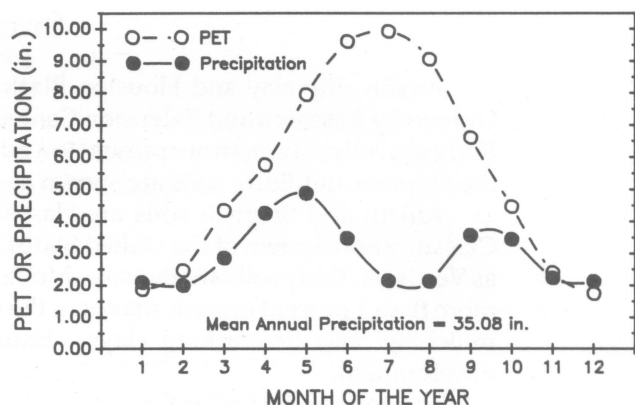 PET OR PRECIPITATION (in.)
10.00
9.00
8.00
7.00
6.00
5.00
4.00
3.00
2.00
1.00
0.00
PET
Precipitation
Mean Annual Precipitation = 35.08 in.
1 2 3 4 5 6 7 8 9 10 11 12
MONTH OF THE YEAR